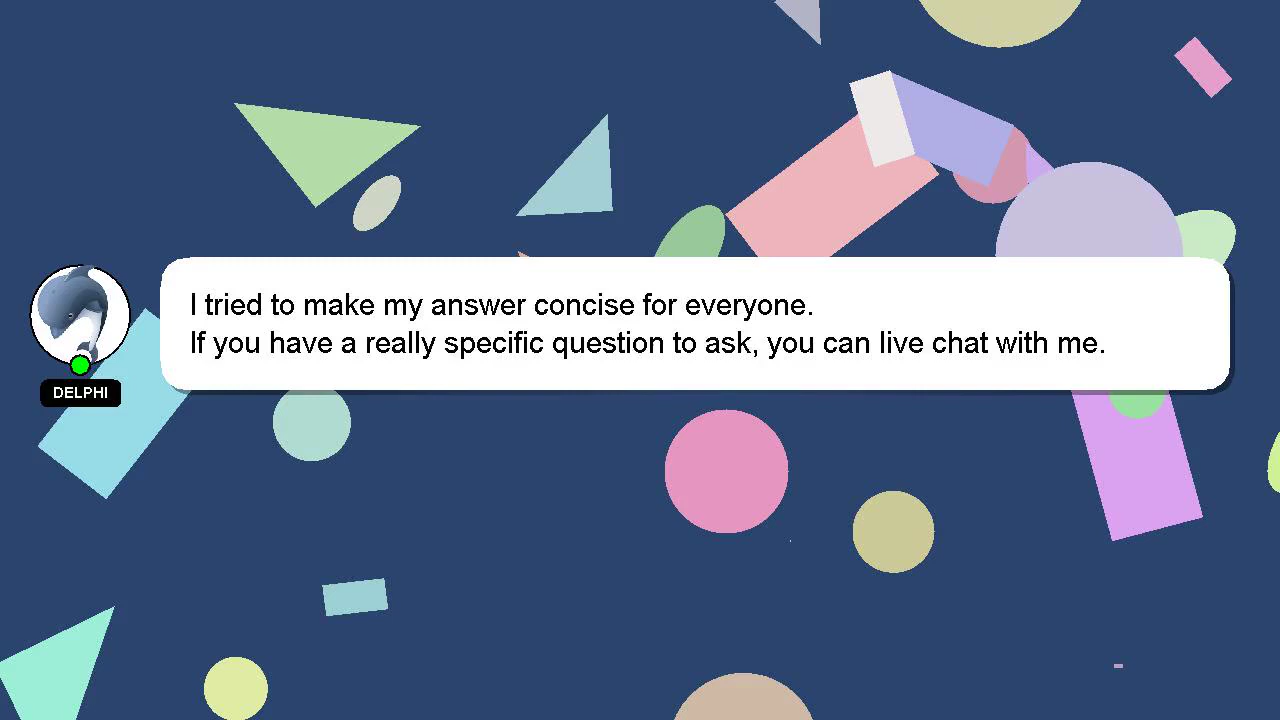 I tried to make my answer concise for everyone.
If you have a really specific question to ask, you can live chat with me.
DELPHI